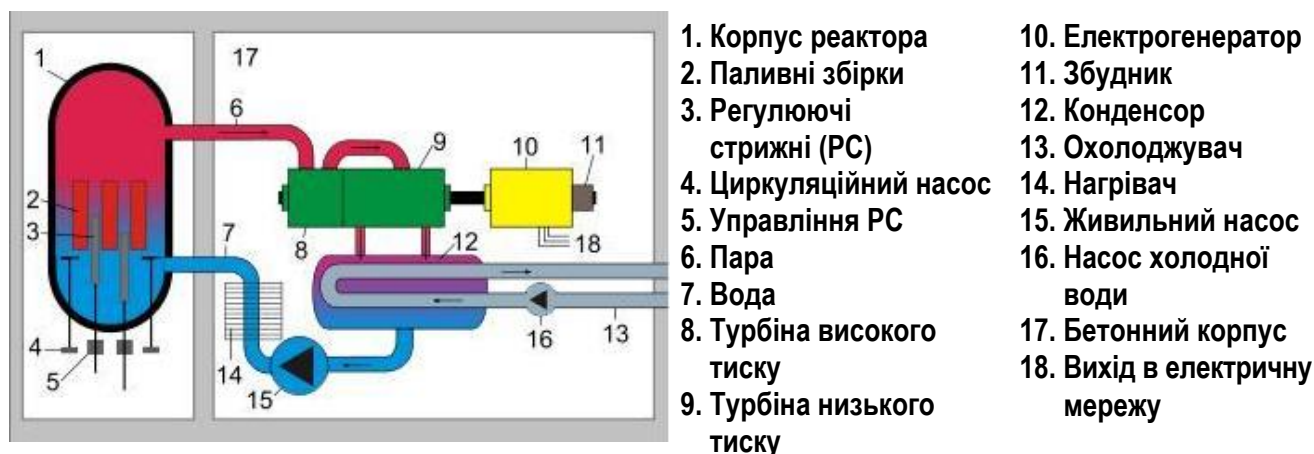 1
17
6
9
10
11
2
3
7
8
12
18
4
5
14
15
16
13
1. Корпус реактора
2. Паливні збірки
3. Регулюючі
стрижні (РС)
4. Циркуляційний насос
5. Управління РС
6. Пара
7. Вода
8. Турбіна високого
тиску
9. Турбіна низького
тиску
10. Електрогенератор
11. Збудник
12. Конденсор
13. Охолоджувач
14. Нагрівач
15. Живильний насос
16. Насос холодної
води
17. Бетонний корпус
18. Вихід в електричну
мережу